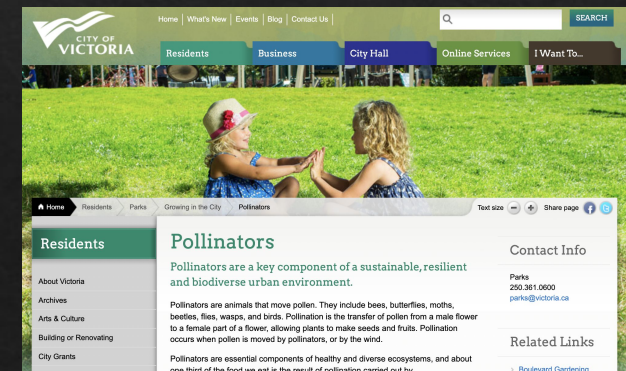 CITY OF
VICTORIA
Home What's New Events Blog Contact Us
SEARCH
Residents Business City Hall Online Services I Want To...
Home Residents Parks Growing in the City Pollinators
Text size - + Share page
Residents
About Victoria
Archives
Arts & Culture
Building or Renovating
City Grants
Pollinators
Pollinators are a key component of a sustainable, resilient
and biodiverse urban environment.
Pollinators are animals that move pollen. They include bees, butterflies, moths,
beetles, flies, wasps, and birds. Pollination is the transfer of pollen from a male flower
to a female part of a flower, allowing plants to make seeds and fruits. Pollination
occurs when pollen is moved by pollinators, or by the wind.
Pollinators are essential components of healthy and diverse ecosystems, and about
one third of the food we eat is the result of pollination carried out by
Contact Info
Parks
250.361.0600
parks@victoria.ca
Related Links
Boulevard Gardening